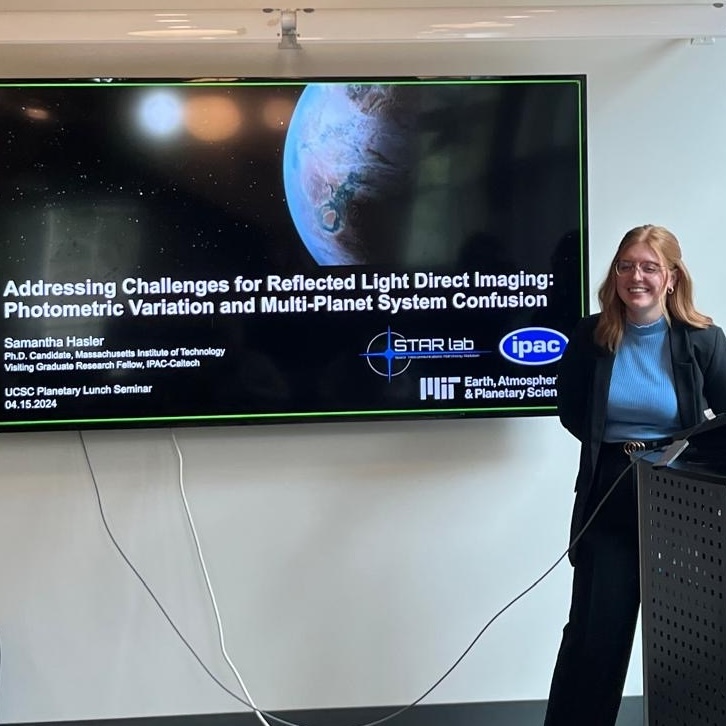 Addressing Challenges for Reflected Light Direct Imaging:
Photometric Variation and Multi-Planet System Confusion
Samantha Hasler
Ph.D. Candidate, Massachusetts Institute of Technology
Visiting Graduate Research Fellow, IPAC-Caltech
UCSC Planetary Lunch Seminar
04.15.2024
STAR lab
ipac
MIT
Earth, Atmospher
& Planetary Scien